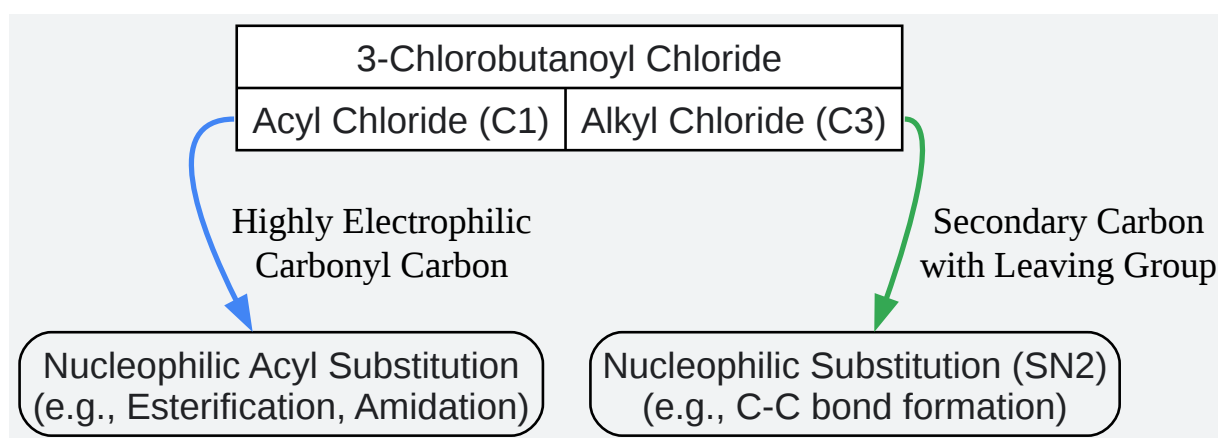 3-Chlorobutanoyl Chloride
Acyl Chloride (C1)
Alkyl Chloride (C3)
Highly Electrophilic
Carbonyl Carbon
Secondary Carbon
with Leaving Group
Nucleophilic Acyl Substitution
(e.g., Esterification, Amidation)
Nucleophilic Substitution (SN2)
(e.g., C-C bond formation)